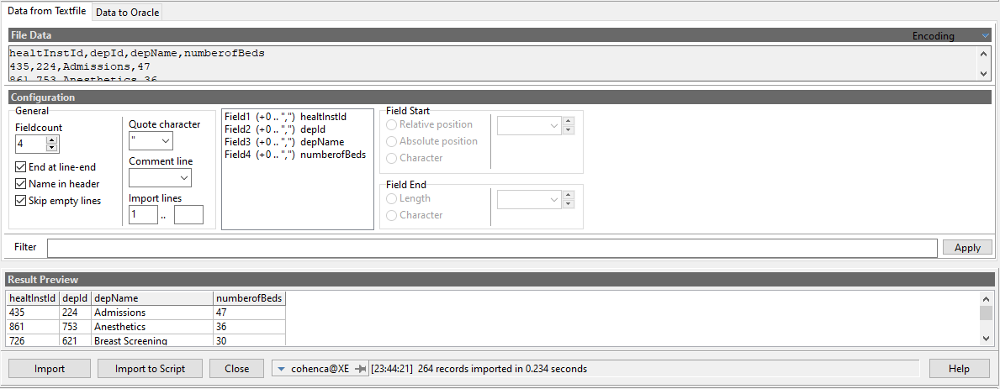 Data from Textfile Data to Oracle
File Data Encoding
healtInstId,depId,depName,numberofBeds
435,224,Admissions,47
861,753,Anesthetics,36
Configuration
General
Fieldcount
4
End at line-end
Name in header
Skip empty lines
Quote character
"
Comment line
Import lines
1 ..
Field1 (+0 .. ",") healtInstId
Field2 (+0 .. ",") depId
Field3 (+0 .. ",") depName
Field4 (+0 .. ",") numberofBeds
Field Start
Relative position
Absolute position
Character
Field End
Length
Character
Filter Apply
Result Preview
healtInstId depId depName numberofBeds
435 224 Admissions 47
861 753 Anesthetics 36
726 621 Breast Screening 30
Import Import to Script Close cohenca@XE [23:44:21] 264 records imported in 0.234 seconds Help